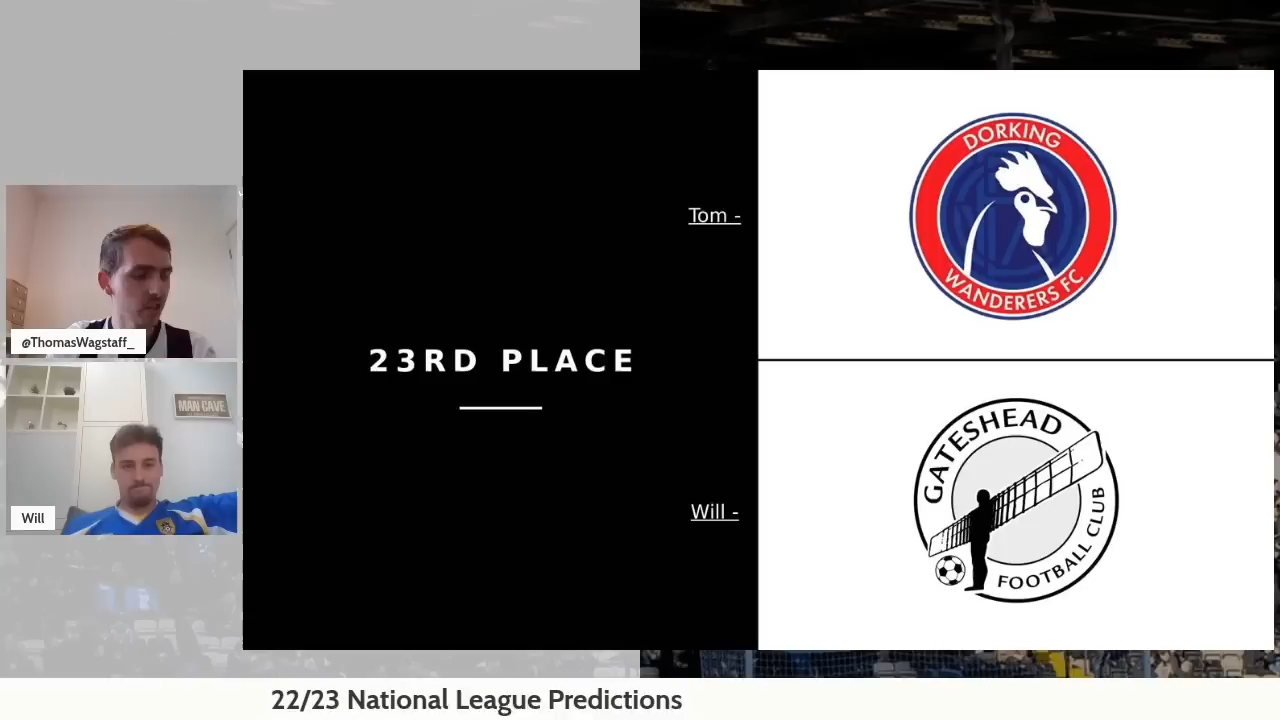 DORKING
WANDERERS FC
Tom -
@ThomasWagstaff_
23RD PLACE
MAN CAVE
Will
Will -
GATESHEAD
FOOTBALL CLUB
22/23 National League Predictions